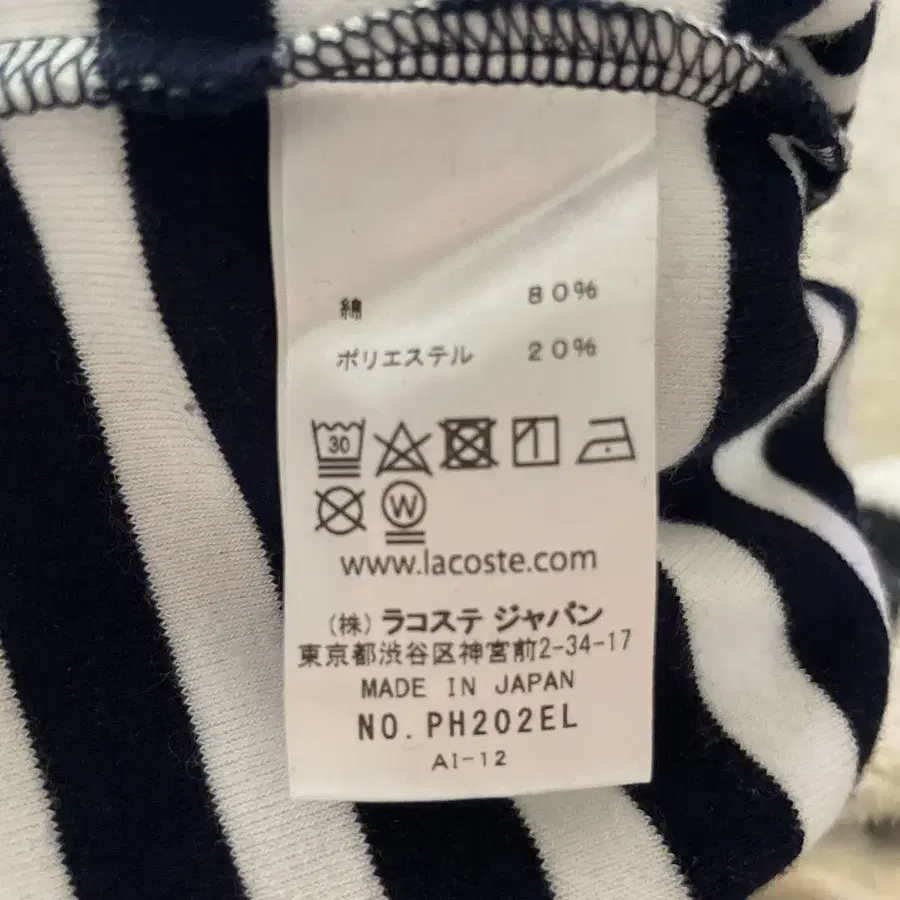 綿 80%
ポリエステル 20%
30
W
www.lacoste.com
(株) ラコステ ジャパン
東京都渋谷区神宮前2-34-17
MADE IN JAPAN
NO. PH202EL
AI-12